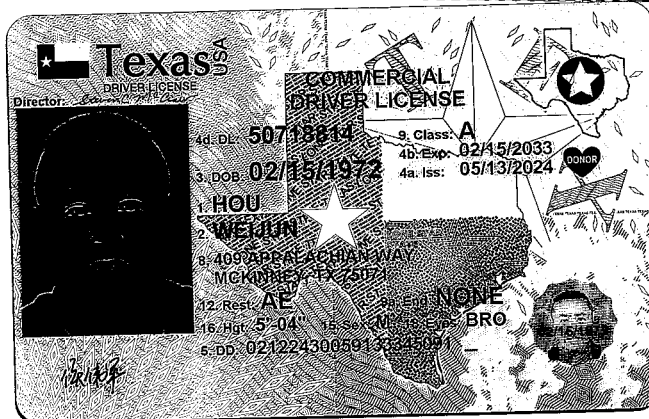 Texas USA
DRIVER LICENSE
COMMERCIAL
DRIVER LICENSE
Director:
4d. DL: 50718814 9. Class: A
4b. Exp: 02/15/2033
3. DOB: 02/15/1972 4a. Iss: 05/13/2024
DONOR
1. HOU
2. WEIJUN
8. 409 APPALACHIAN WAY
MCKINNEY, TX 75071
12. Rest: AE 9a. End: NONE
16. Hgt: 5'-04" 15. Sex: M Eyes: BRO
5. DD: